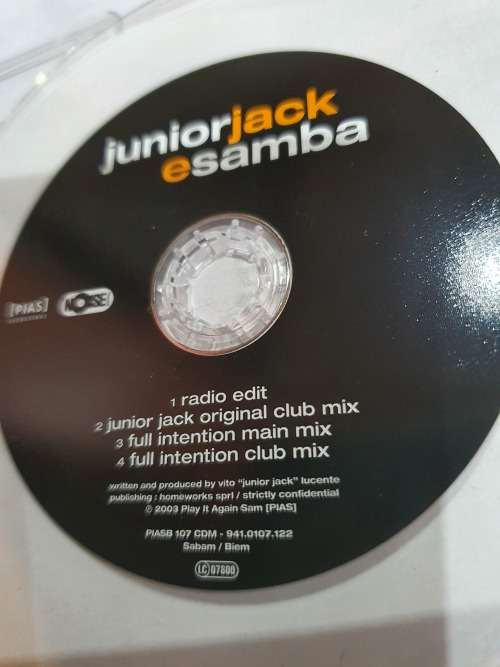 juniorjack
esamba
[PIAS]
NOISE
1 radio edit
2 junior jack original club mix
3 full intention main mix
4 full intention club mix
written and produced by vito "junior jack" lucente
publishing : homeworks sprl / strictly confidential
© 2003 Play It Again Sam [PIAS]
PIASB 107 CDM - 941.0107.122
Sabam / Biem
LC 07800